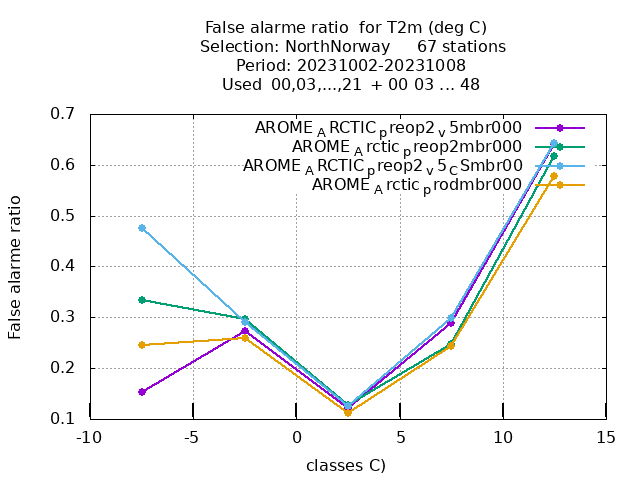 False alarme ratio for T2m (deg C)
Selection: NorthNorway 67 stations
Period: 20231002-20231008
Used 00,03,...,21 + 00 03 ... 48
AROME_ARCTIC_preop2_v5mbr000
AROME_Arctic_preop2mbr000
AROME_ARCTIC_preop2_v5_CSmbr00
AROME_Arctic_prodmbr000
False alarme ratio
0.7
0.6
0.5
0.4
0.3
0.2
0.1
-10 -5 0 5 10 15
classes C)